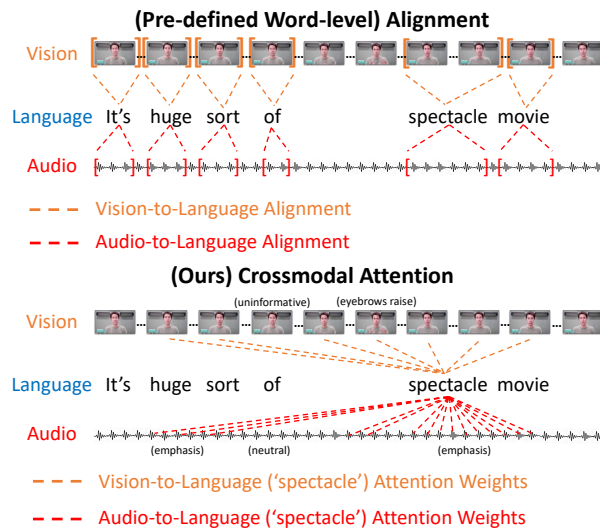 (Pre-defined Word-level) Alignment
Vision
Language It's huge sort of spectacle movie
Audio
Vision-to-Language Alignment
Audio-to-Language Alignment
(Ours) Crossmodal Attention
(uninformative) (eyebrows raise)
Vision
Language It's huge sort of spectacle movie
Audio
(emphasis) (neutral) (emphasis)
Vision-to-Language ('spectacle') Attention Weights
Audio-to-Language ('spectacle') Attention Weights